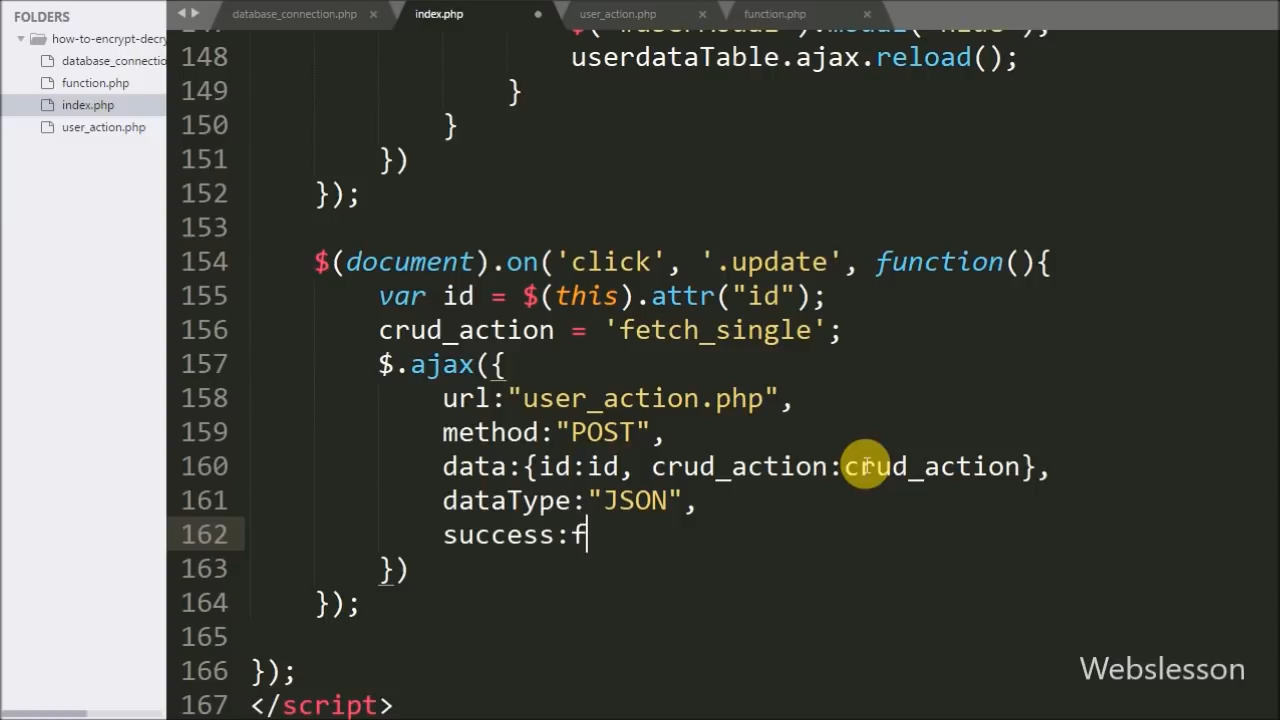 FOLDERS
how-to-encrypt-decry
database_connectio
function.php
index.php
user_action.php
database_connection.php
index.php
user_action.php
function.php
148 userdataTable.ajax.reload();
149 }
150 }
151 })
152 });
153
154 $(document).on('click', '.update', function(){
155 var id = $(this).attr("id");
156 crud_action = 'fetch_single';
157 $.ajax({
158 url:"user_action.php",
159 method:"POST",
160 data:{id:id, crud_action:crud_action},
161 dataType:"JSON",
162 success:f
163 })
164 });
165
166 });
167 </script>
Webslesson